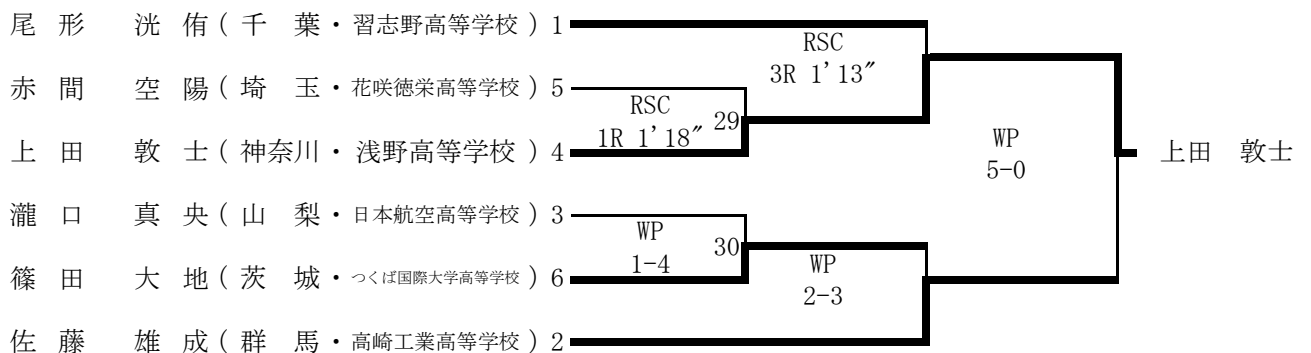 尾形 洸侑(千葉・習志野高等学校)1
RSC
3R 1'13″
赤間 空陽(埼玉・花咲徳栄高等学校)5
RSC
1R 1'18″
29
上田 敦士(神奈川・浅野高等学校)4
WP
5-0
上田 敦士
瀧口 真央(山梨・日本航空高等学校)3
WP
1-4
30
WP
2-3
篠田 大地(茨城・つくば国際大学高等学校)6
佐藤 雄成(群馬・高崎工業高等学校)2